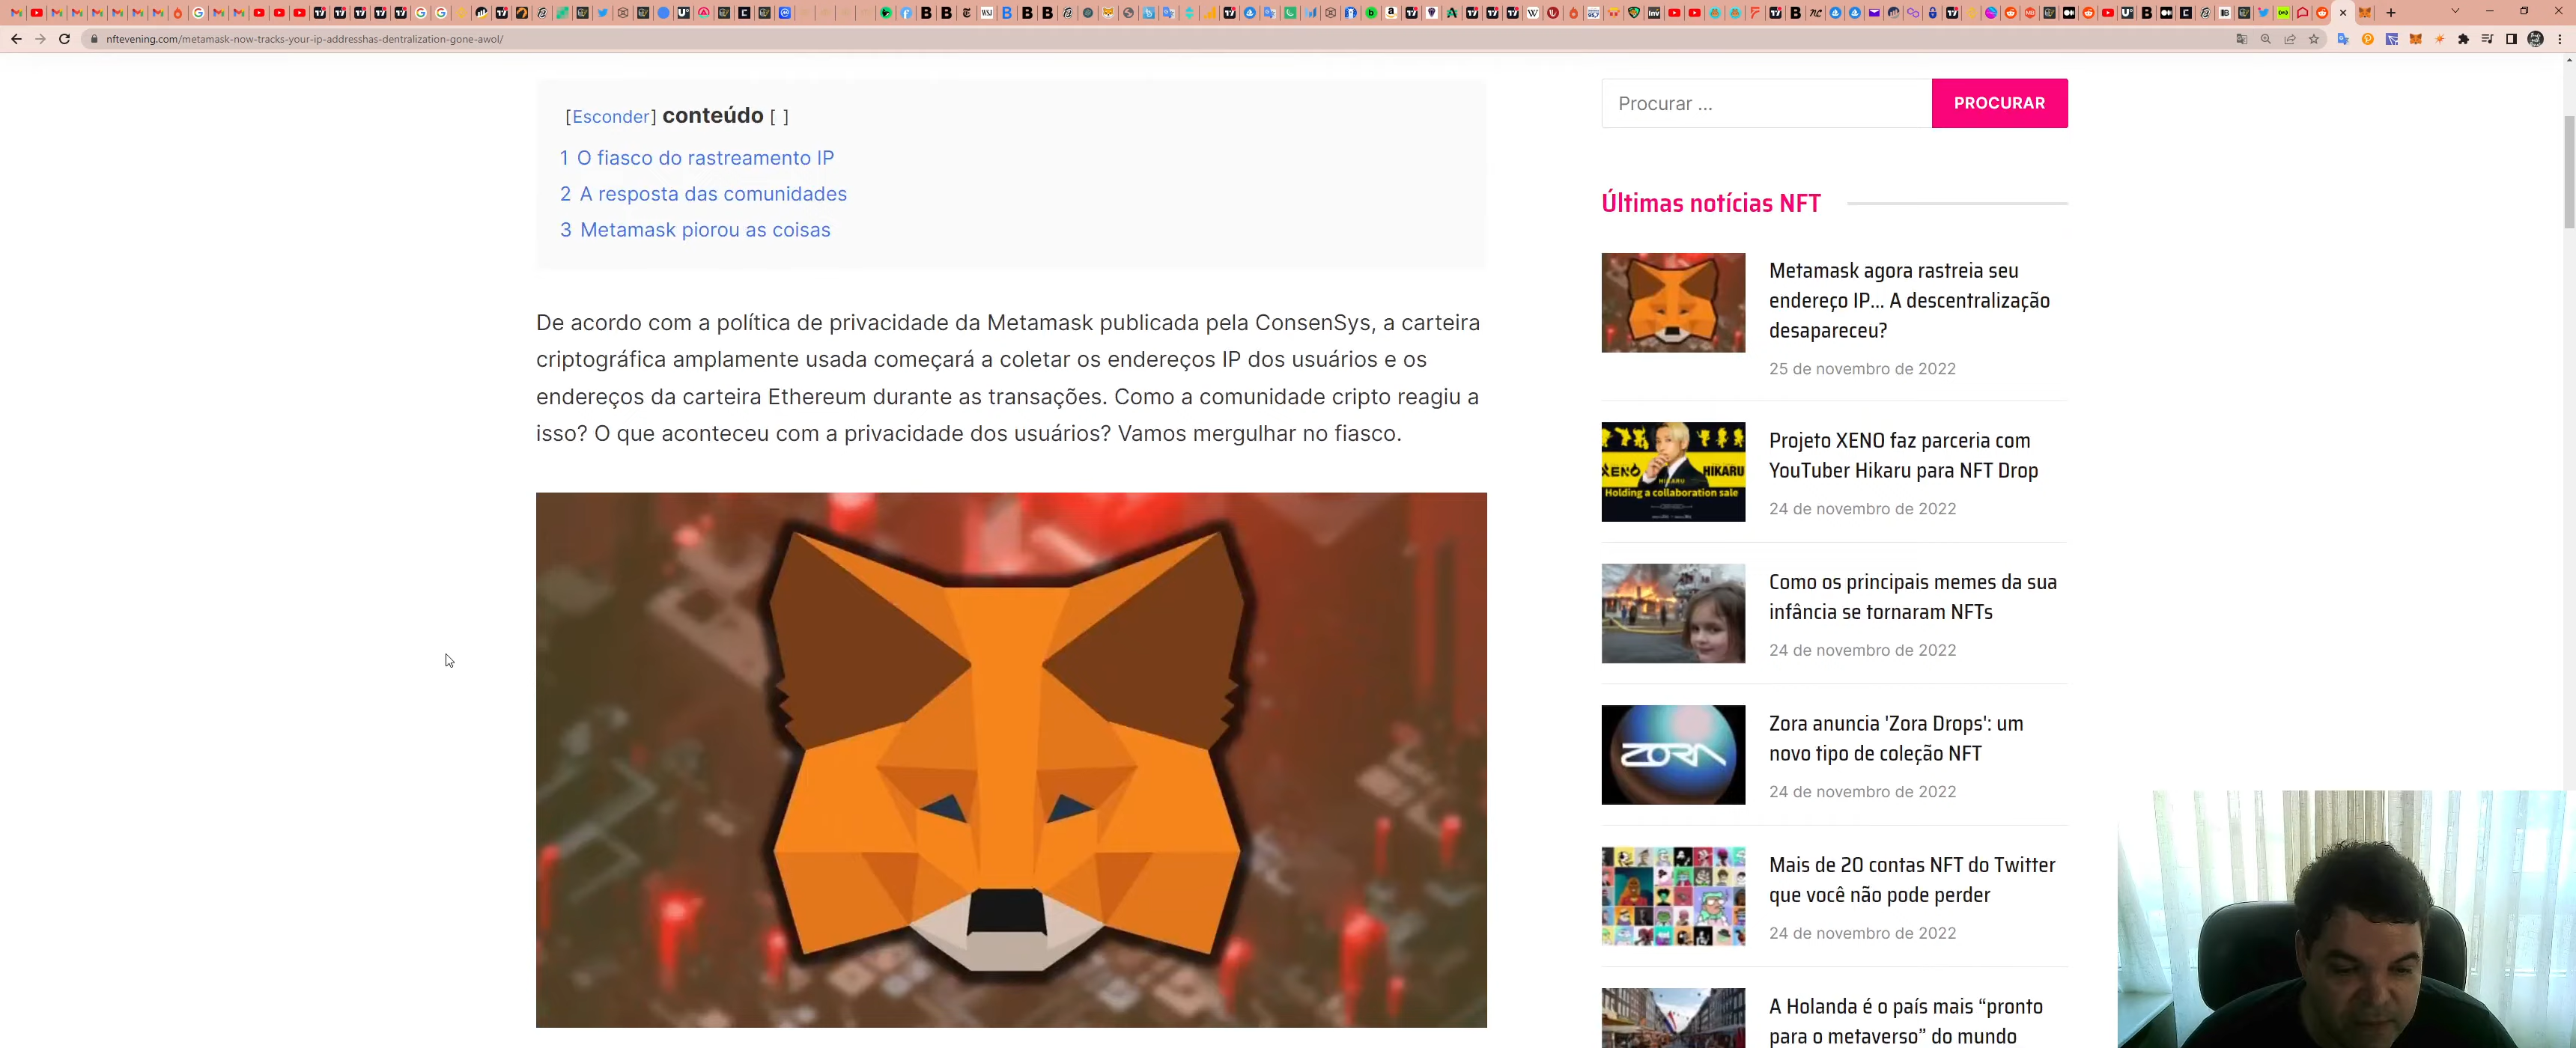 nftevening.com/metamask-now-tracks-your-ip-addresshas-dentralization-gone-awol/
[Esconder] conteúdo [ ]
1 O fiasco do rastreamento IP
2 A resposta das comunidades
3 Metamask piorou as coisas
De acordo com a política de privacidade da Metamask publicada pela ConsenSys, a carteira
criptográfica amplamente usada começará a coletar os endereços IP dos usuários e os
endereços da carteira Ethereum durante as transações. Como a comunidade cripto reagiu a
isso? O que aconteceu com a privacidade dos usuários? Vamos mergulhar no fiasco.
Procurar ...
PROCURAR
Últimas notícias NFT
Metamask agora rastreia seu
endereço IP... A descentralização
desapareceu?
25 de novembro de 2022
XENO
HIKARU
HIKARU
Holding a collaboration sale
Projeto XENO faz parceria com
YouTuber Hikaru para NFT Drop
24 de novembro de 2022
Como os principais memes da sua
infância se tornaram NFTs
24 de novembro de 2022
ZORA
Zora anuncia 'Zora Drops': um
novo tipo de coleção NFT
24 de novembro de 2022
Mais de 20 contas NFT do Twitter
que você não pode perder
24 de novembro de 2022
A Holanda é o país mais “pronto
para o metaverso” do mundo